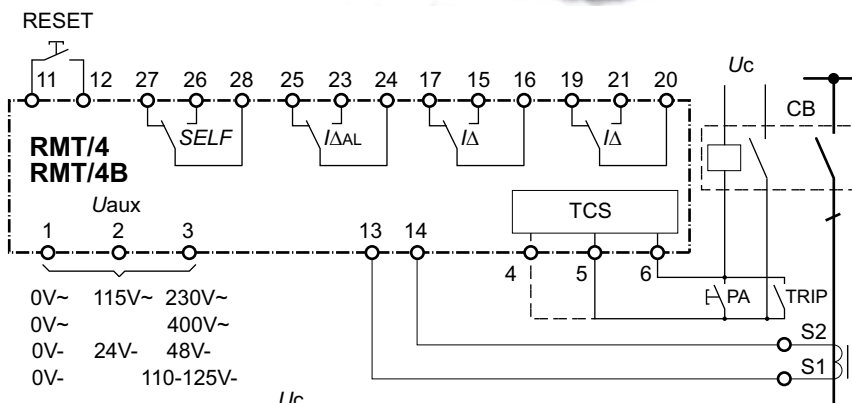 RESET
11 12 27 26 28 25 23 24 17 15 16 19 21 20
Uc
CB
SELF IΔAL IΔ IΔ
RMT/4
RMT/4B
Uaux
TCS
1 2 3 13 14
4 5 6
0V~ 115V~ 230V~
0V~ 400V~
0V- 24V- 48V-
0V- 110-125V-
PA TRIP
S2
S1
Uc